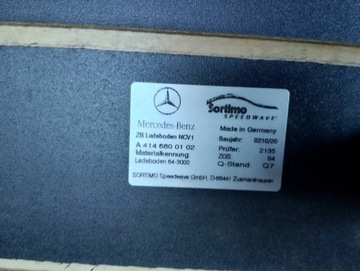 Sortimo
SPEEDWAVE
Mercedes-Benz
Made in Germany
ZB Ladeboden NCV1
Baujahr: 0210/20
A 414 680 01 02
Prüfer: 2135
Materialkennung:
ZGS: 04
Ladeboden 64-3000
Q-Stand: Q7
SORTIMO Speedwave GmbH, D-86441 Zusmarshausen